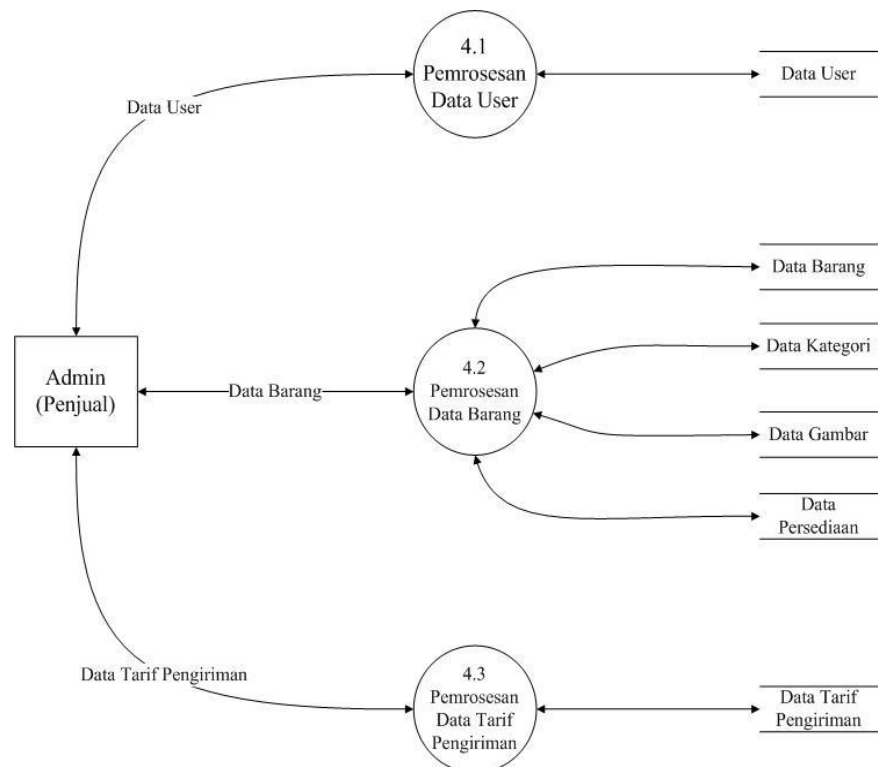 4.1
Pemrosesan
Data User
Data User
Data User
Data Barang
Data Kategori
Admin
(Penjual)
Data Barang
4.2
Pemrosesan
Data Barang
Data Gambar
Data
Persediaan
Data Tarif Pengiriman
4.3
Pemrosesan
Data Tarif
Pengiriman
Data Tarif
Pengiriman